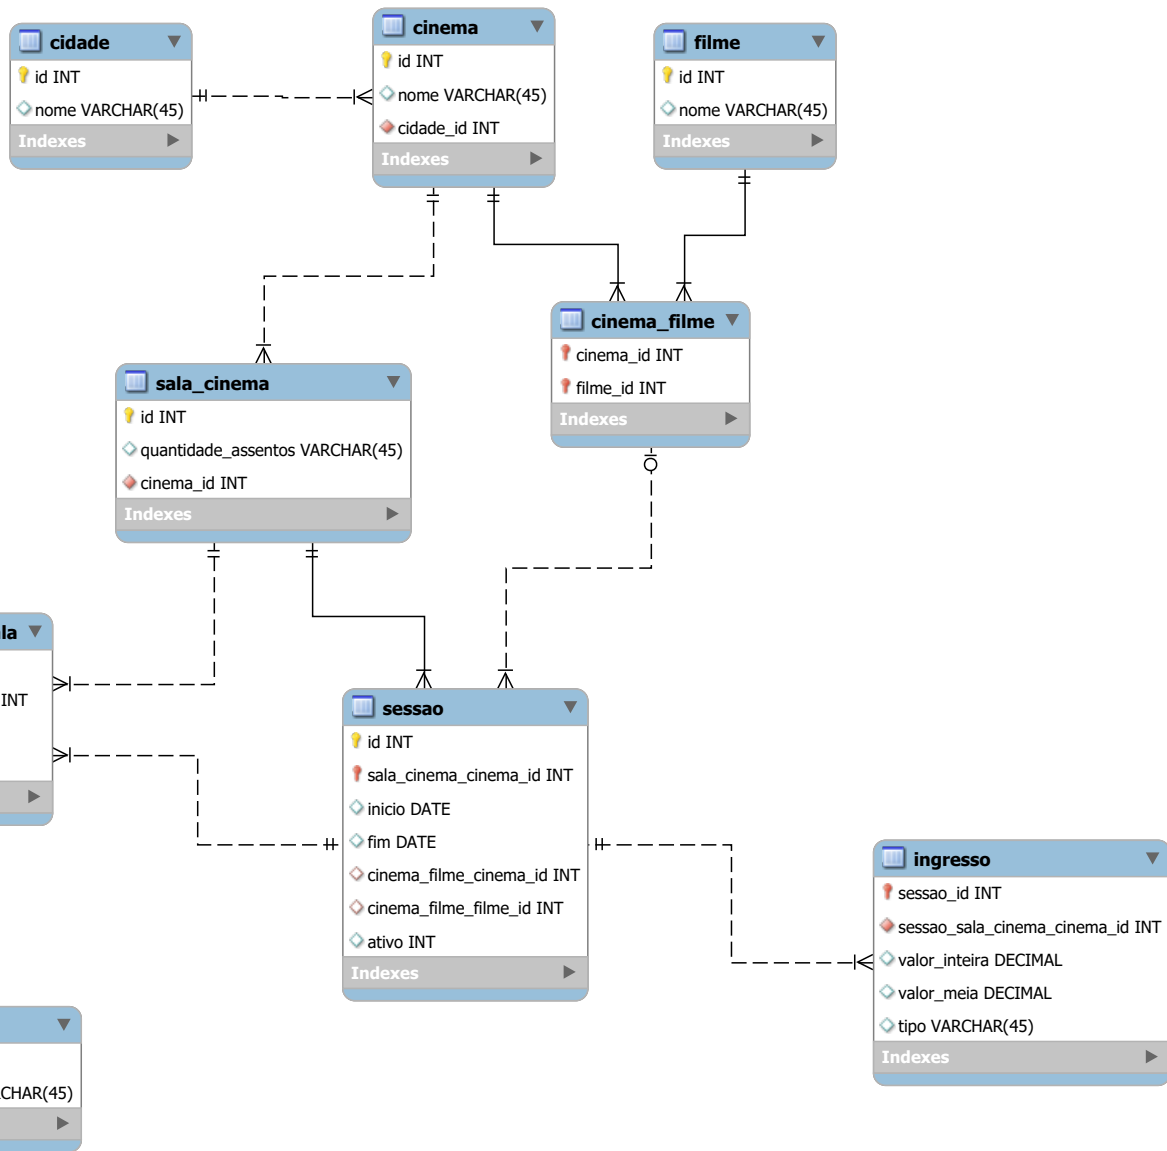 cidade
id INT
nome VARCHAR(45)
Indexes
cinema
id INT
nome VARCHAR(45)
cidade_id INT
Indexes
filme
id INT
nome VARCHAR(45)
Indexes
cinema_filme
cinema_id INT
filme_id INT
Indexes
sala_cinema
id INT
quantidade_assentos VARCHAR(45)
cinema_id INT
Indexes
la
INT
sessao
id INT
sala_cinema_cinema_id INT
inicio DATE
fim DATE
cinema_filme_cinema_id INT
cinema_filme_filme_id INT
ativo INT
Indexes
ingresso
sessao_id INT
sessao_sala_cinema_cinema_id INT
valor_inteira DECIMAL
valor_meia DECIMAL
tipo VARCHAR(45)
Indexes
CHAR(45)